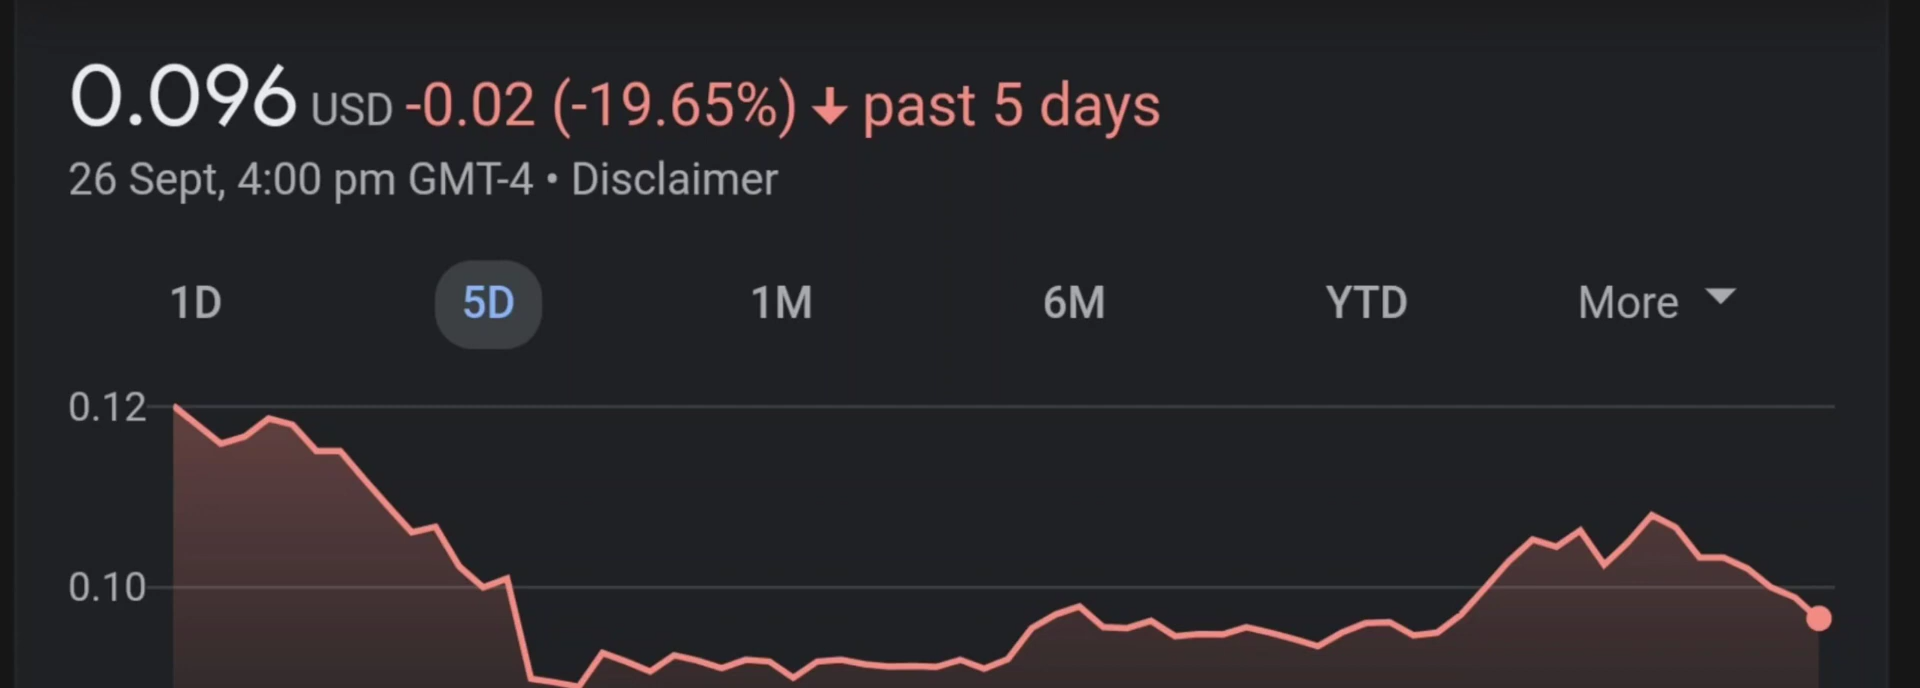 0.096 USD -0.02 (-19.65%) ↓ past 5 days
26 Sept, 4:00 pm GMT-4 • Disclaimer
1D 5D 1M 6M YTD More
0.12
0.10